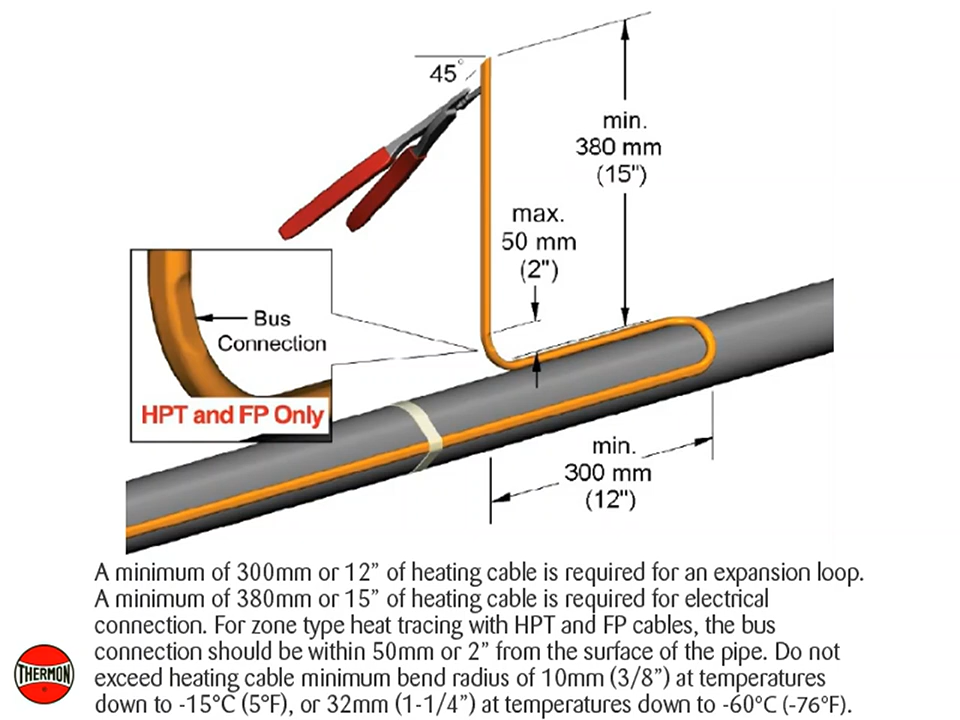 45°
min.
380 mm
(15")
max.
50 mm
(2")
Bus
Connection
HPT and FP Only
min.
300 mm
(12")
A minimum of 300mm or 12” of heating cable is required for an expansion loop.
A minimum of 380mm or 15” of heating cable is required for electrical
connection. For zone type heat tracing with HPT and FP cables, the bus
connection should be within 50mm or 2” from the surface of the pipe. Do not
exceed heating cable minimum bend radius of 10mm (3/8”) at temperatures
down to -15°C (5°F), or 32mm (1-1/4”) at temperatures down to -60°C (-76°F).
THERMON